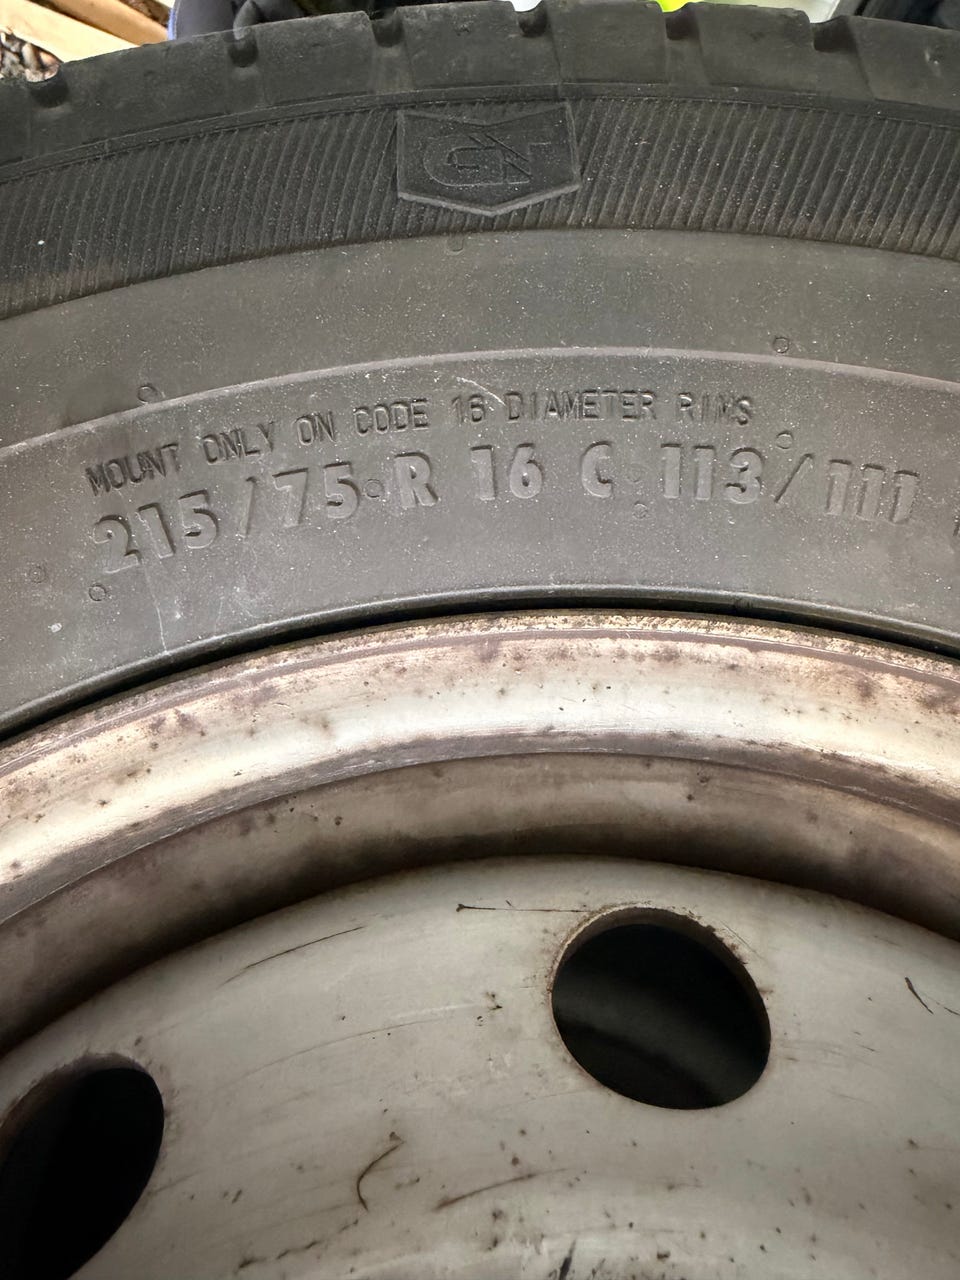 MOUNT ONLY ON CODE 16 DIAMETER RIMS
215/75 R 16 C 113/111